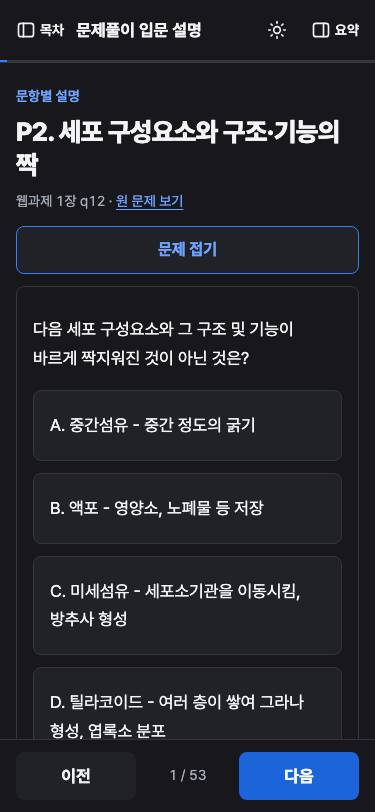 목차 문제풀이 입문 설명 요약
문항별 설명
P2. 세포 구성요소와 구조·기능의
짝
웹과제 1장 q12 · 원 문제 보기
문제 접기
다음 세포 구성요소와 그 구조 및 기능이
바르게 짝지워진 것이 아닌 것은?
A. 중간섬유 - 중간 정도의 굵기
B. 액포 - 영양소, 노폐물 등 저장
C. 미세섬유 - 세포소기관을 이동시킴,
방추사 형성
D. 틸라코이드 - 여러 층이 쌓여 그라나
형성, 엽록소 분포
이전 1 / 53 다음